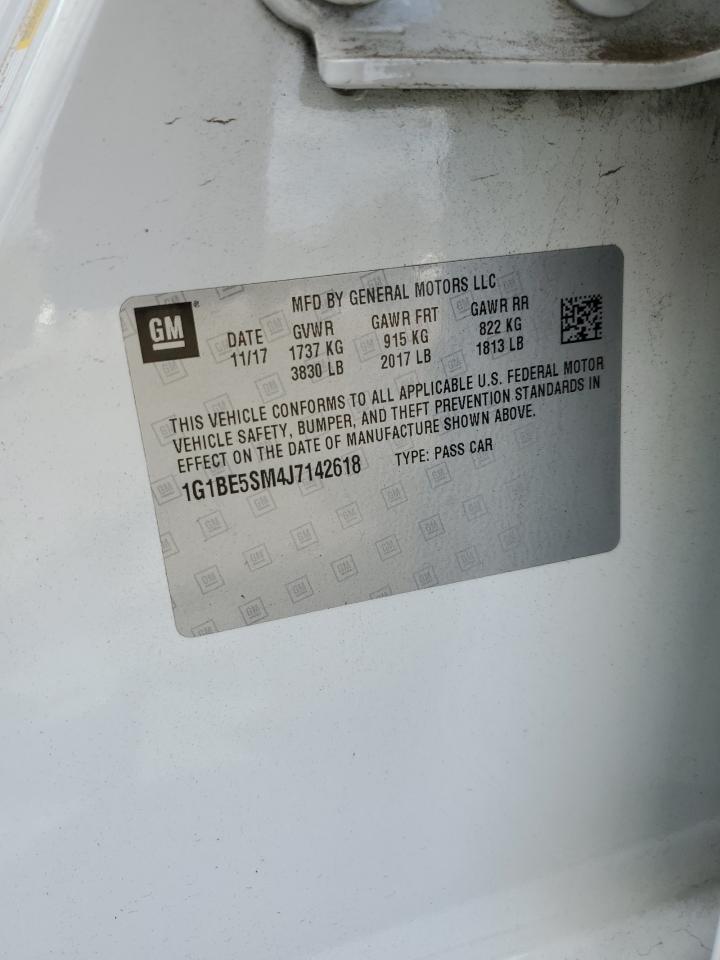 GM
MFD BY GENERAL MOTORS LLC
DATE GVWR GAWR FRT GAWR RR
11/17 1737 KG 915 KG 822 KG
3830 LB 2017 LB 1813 LB
THIS VEHICLE CONFORMS TO ALL APPLICABLE U.S. FEDERAL MOTOR
VEHICLE SAFETY, BUMPER, AND THEFT PREVENTION STANDARDS IN
EFFECT ON THE DATE OF MANUFACTURE SHOWN ABOVE.
1G1BE5SM4J7142618 TYPE: PASS CAR